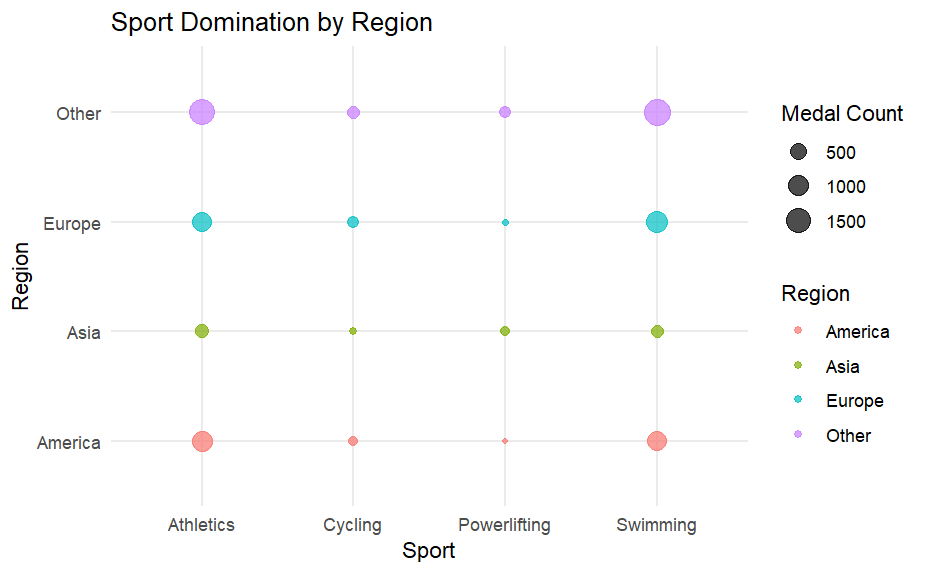 Sport Domination by Region
Other
Europe
Asia
America
Region
Athletics
Cycling
Powerlifting
Swimming
Sport
Medal Count
500
1000
1500
Region
America
Asia
Europe
Other